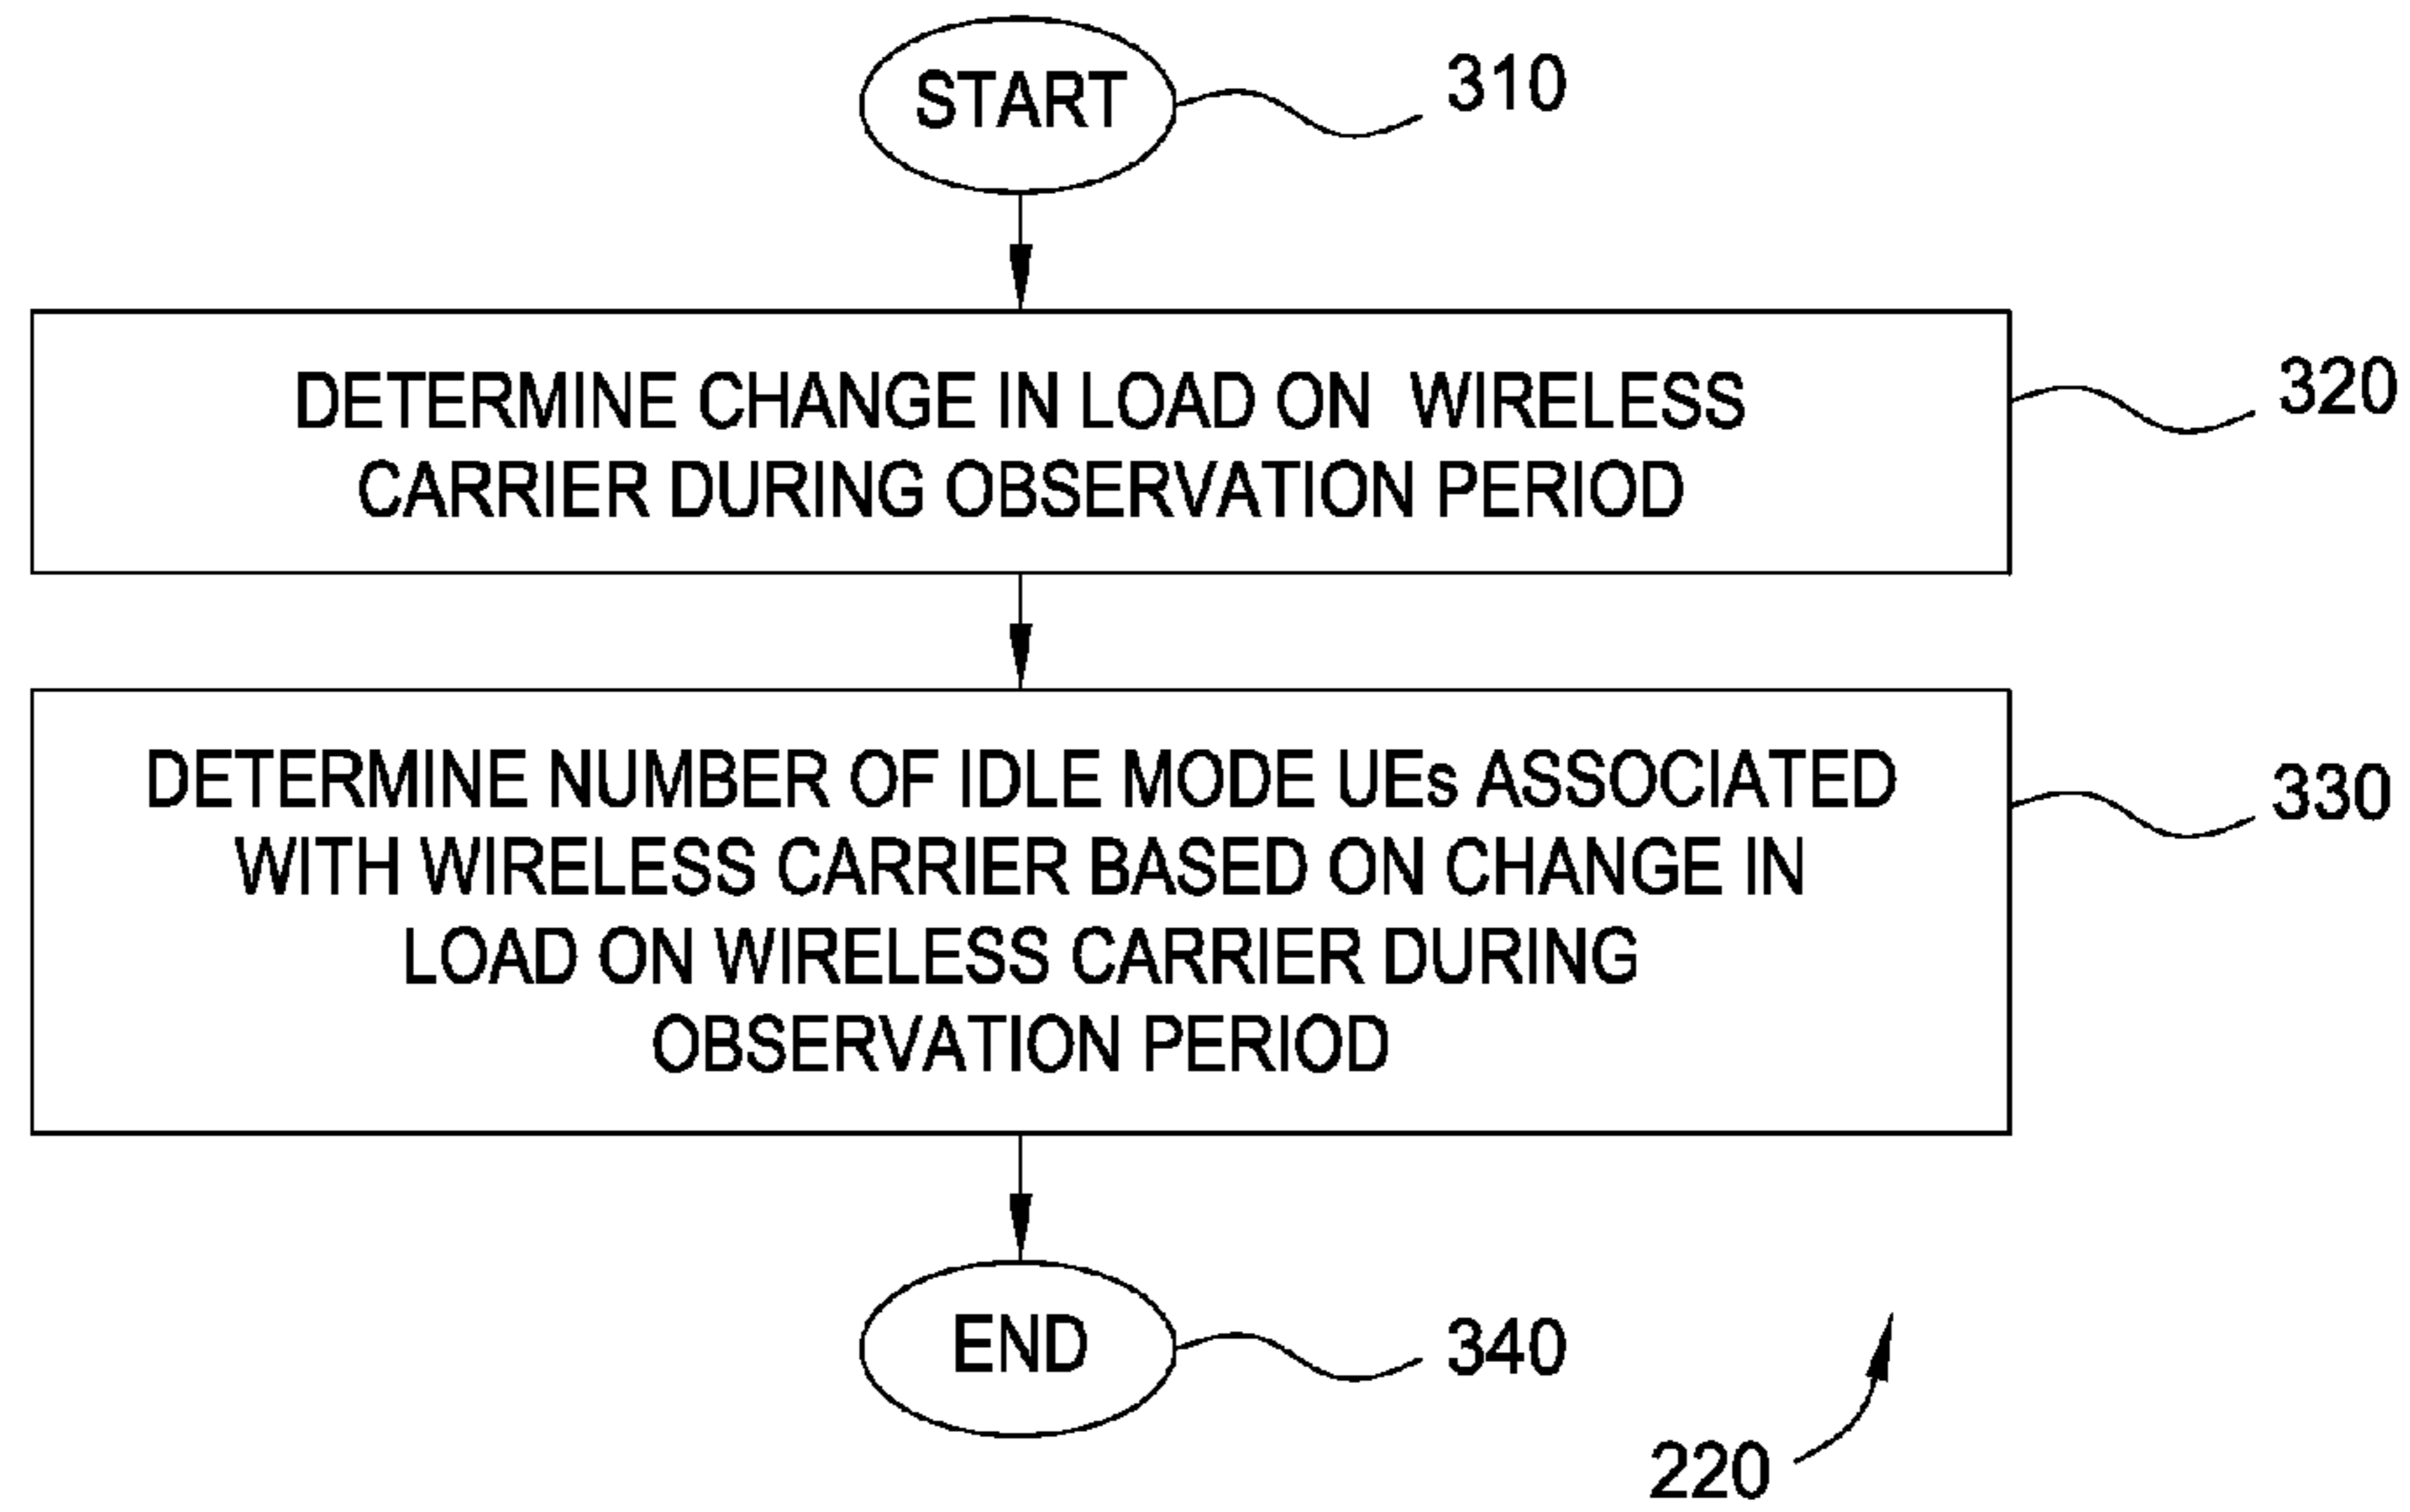 START
310
DETERMINE CHANGE IN LOAD ON WIRELESS
CARRIER DURING OBSERVATION PERIOD
320
DETERMINE NUMBER OF IDLE MODE UEs ASSOCIATED
WITH WIRELESS CARRIER BASED ON CHANGE IN
LOAD ON WIRELESS CARRIER DURING
OBSERVATION PERIOD
330
END
340
220